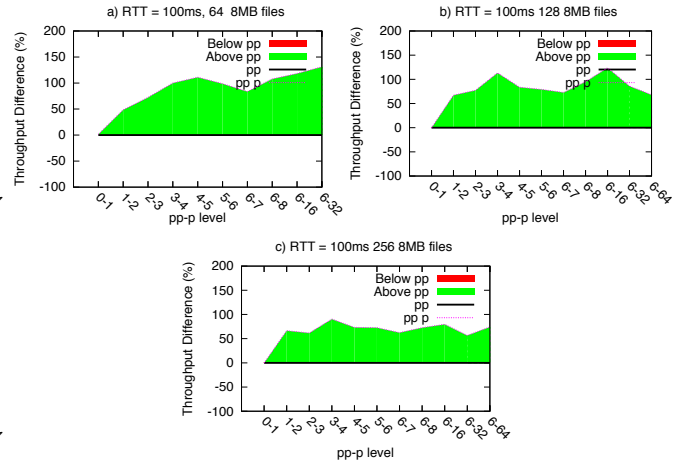 a) RTT = 100ms, 64 8MB files
Throughput Difference (%)
200
150
100
50
0
-50
-100
Below pp
Above pp
pp
pp p
0-1
1-2
2-3
3-4
4-5
5-6
6-7
6-8
6-16
6-32
pp-p level
b) RTT = 100ms 128 8MB files
Throughput Difference (%)
200
150
100
50
0
-50
-100
Below pp
Above pp
pp
pp p
0-1
1-2
2-3
3-4
4-5
5-6
6-7
6-8
6-16
6-32
6-64
pp-p level
c) RTT = 100ms 256 8MB files
Throughput Difference (%)
200
150
100
50
0
-50
-100
Below pp
Above pp
pp
pp p
0-1
1-2
2-3
3-4
4-5
5-6
6-7
6-8
6-16
6-32
6-64
pp-p level